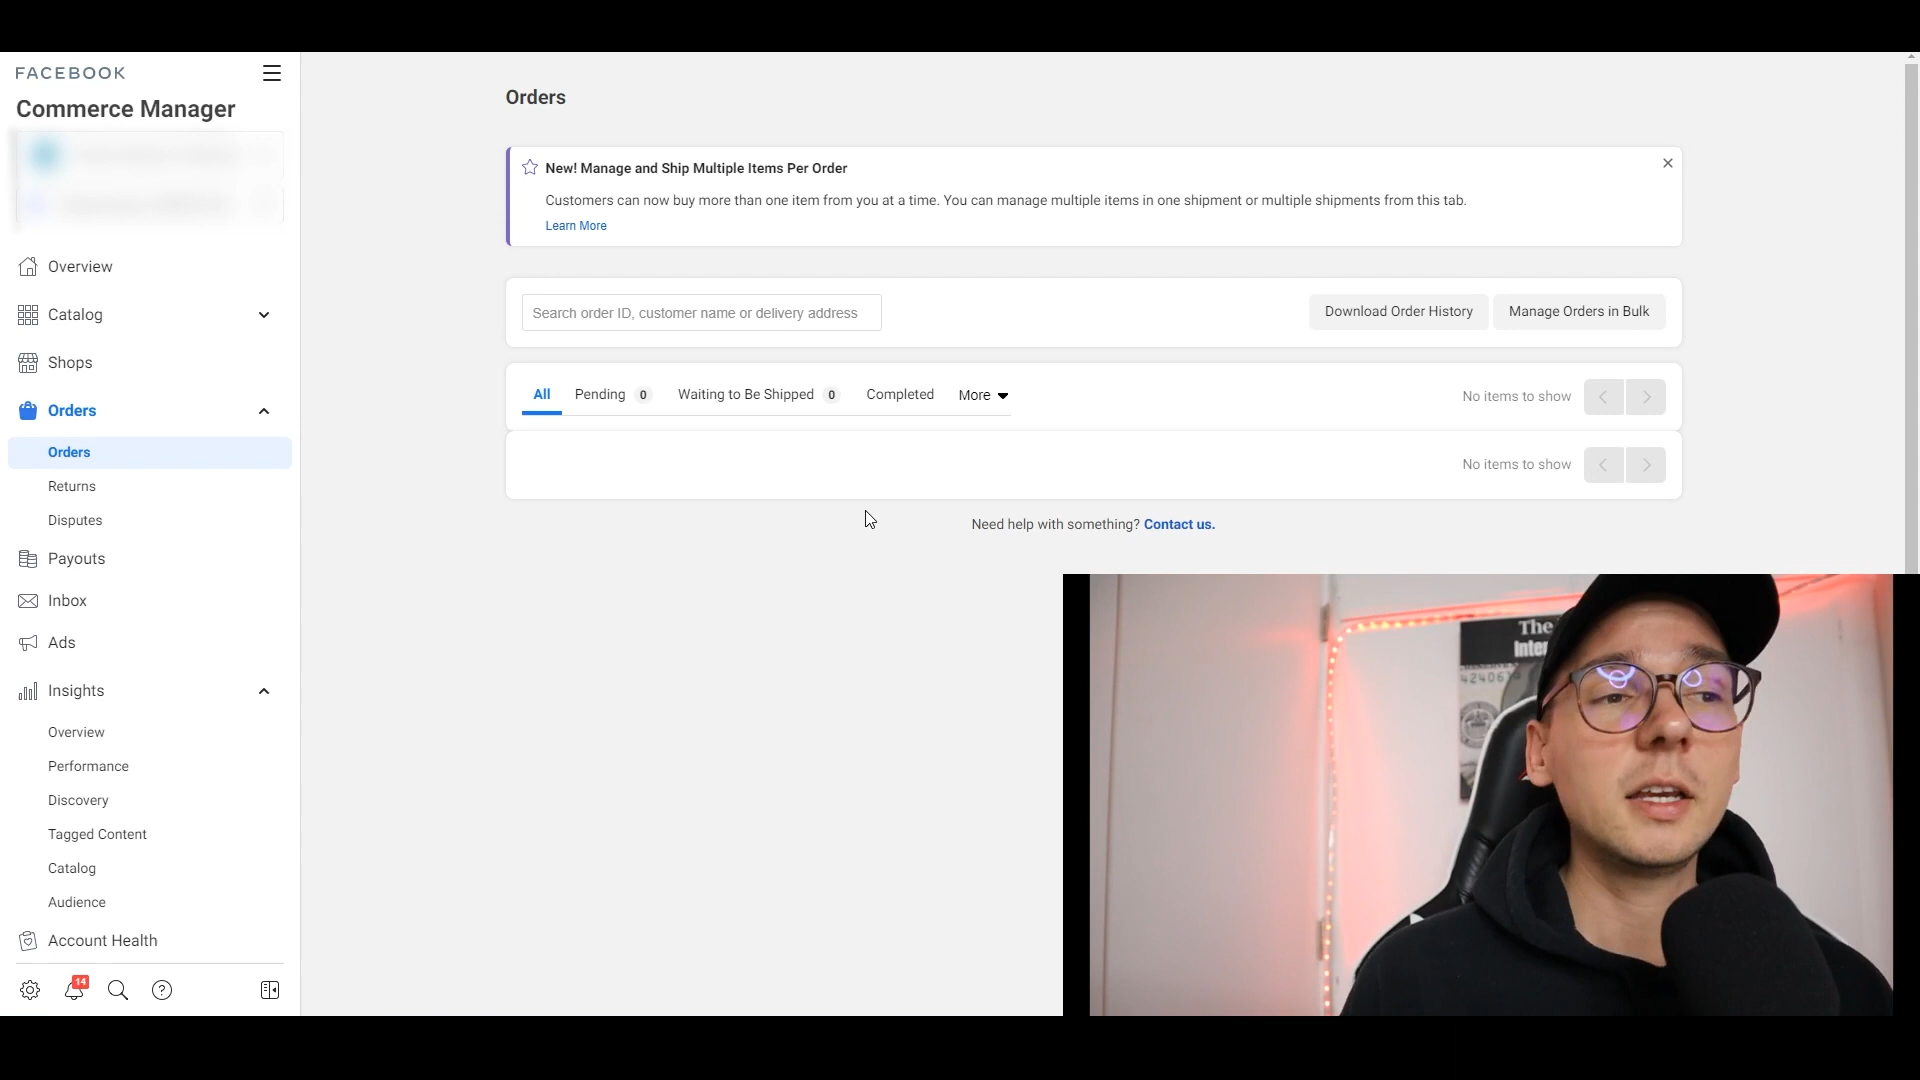 FACEBOOK
Commerce Manager
Overview
Catalog
Shops
Orders
Orders
Returns
Disputes
Payouts
Inbox
Ads
Insights
Overview
Performance
Discovery
Tagged Content
Catalog
Audience
Account Health
14
Orders
New! Manage and Ship Multiple Items Per Order
Customers can now buy more than one item from you at a time. You can manage multiple items in one shipment or multiple shipments from this tab.
Learn More
Search order ID, customer name or delivery address
Download Order History
Manage Orders in Bulk
All
Pending 0
Waiting to Be Shipped 0
Completed
More
No items to show
No items to show
Need help with something? Contact us.
The